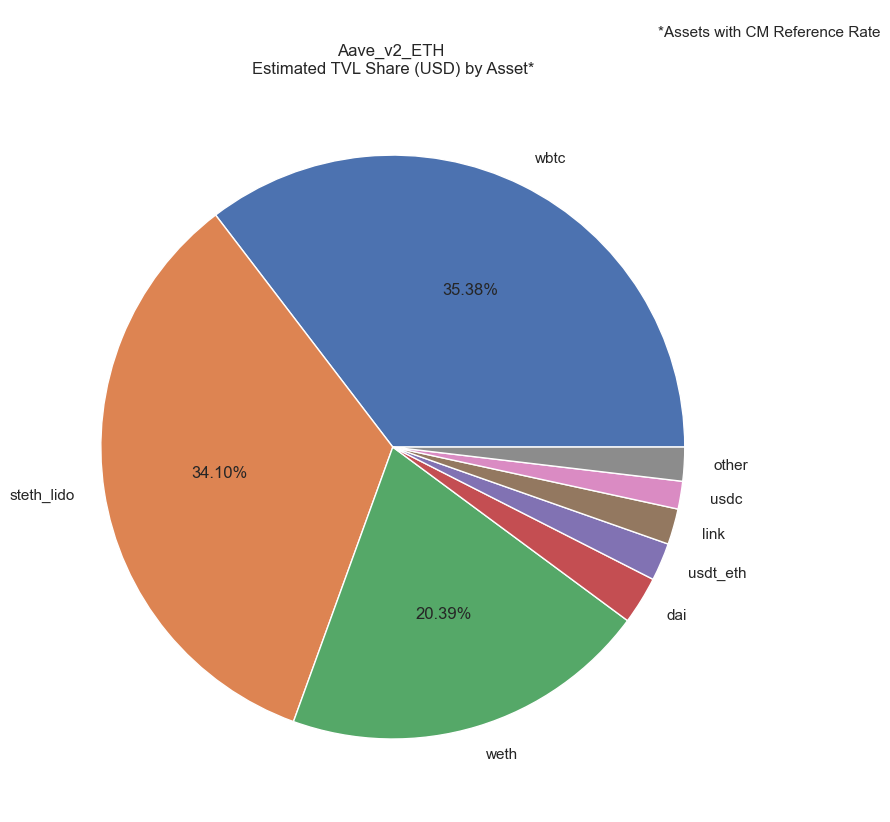 *Assets with CM Reference Rate
Aave_v2_ETH
Estimated TVL Share (USD) by Asset*
wbtc
35.38%
34.10%
steth_lido
other
usdc
link
usdt_eth
dai
20.39%
weth